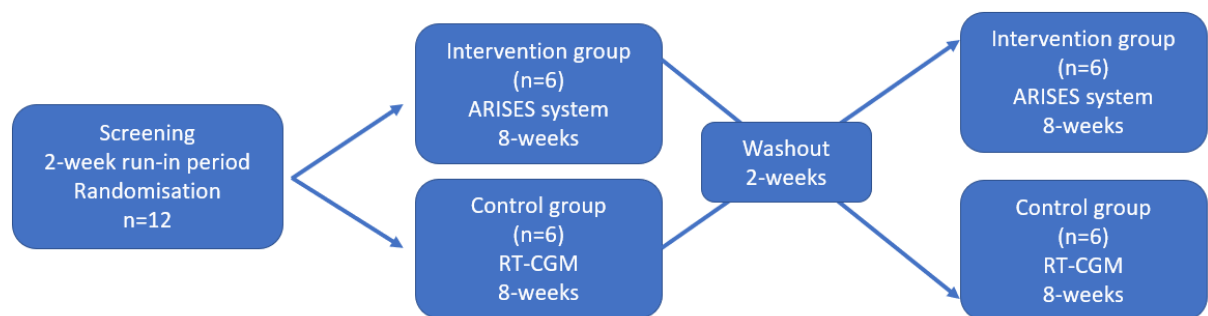 Screening
2-week run-in period
Randomisation
n=12
Intervention group
(n=6)
ARISES system
8-weeks
Control group
(n=6)
RT-CGM
8-weeks
Washout
2-weeks
Intervention group
(n=6)
ARISES system
8-weeks
Control group
(n=6)
RT-CGM
8-weeks